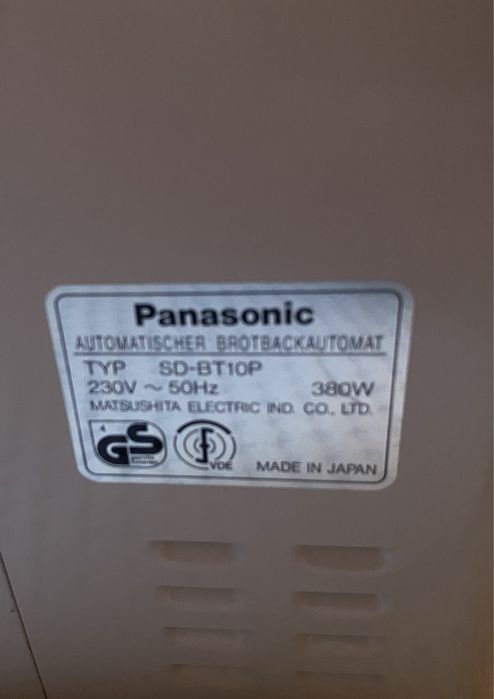 Panasonic
AUTOMATISCHER BROTBACKAUTOMAT
TYP SD-BT10P
230V ~ 50Hz 380W
MATSUSHITA ELECTRIC IND. CO., LTD.
4
GS
VDE
MADE IN JAPAN